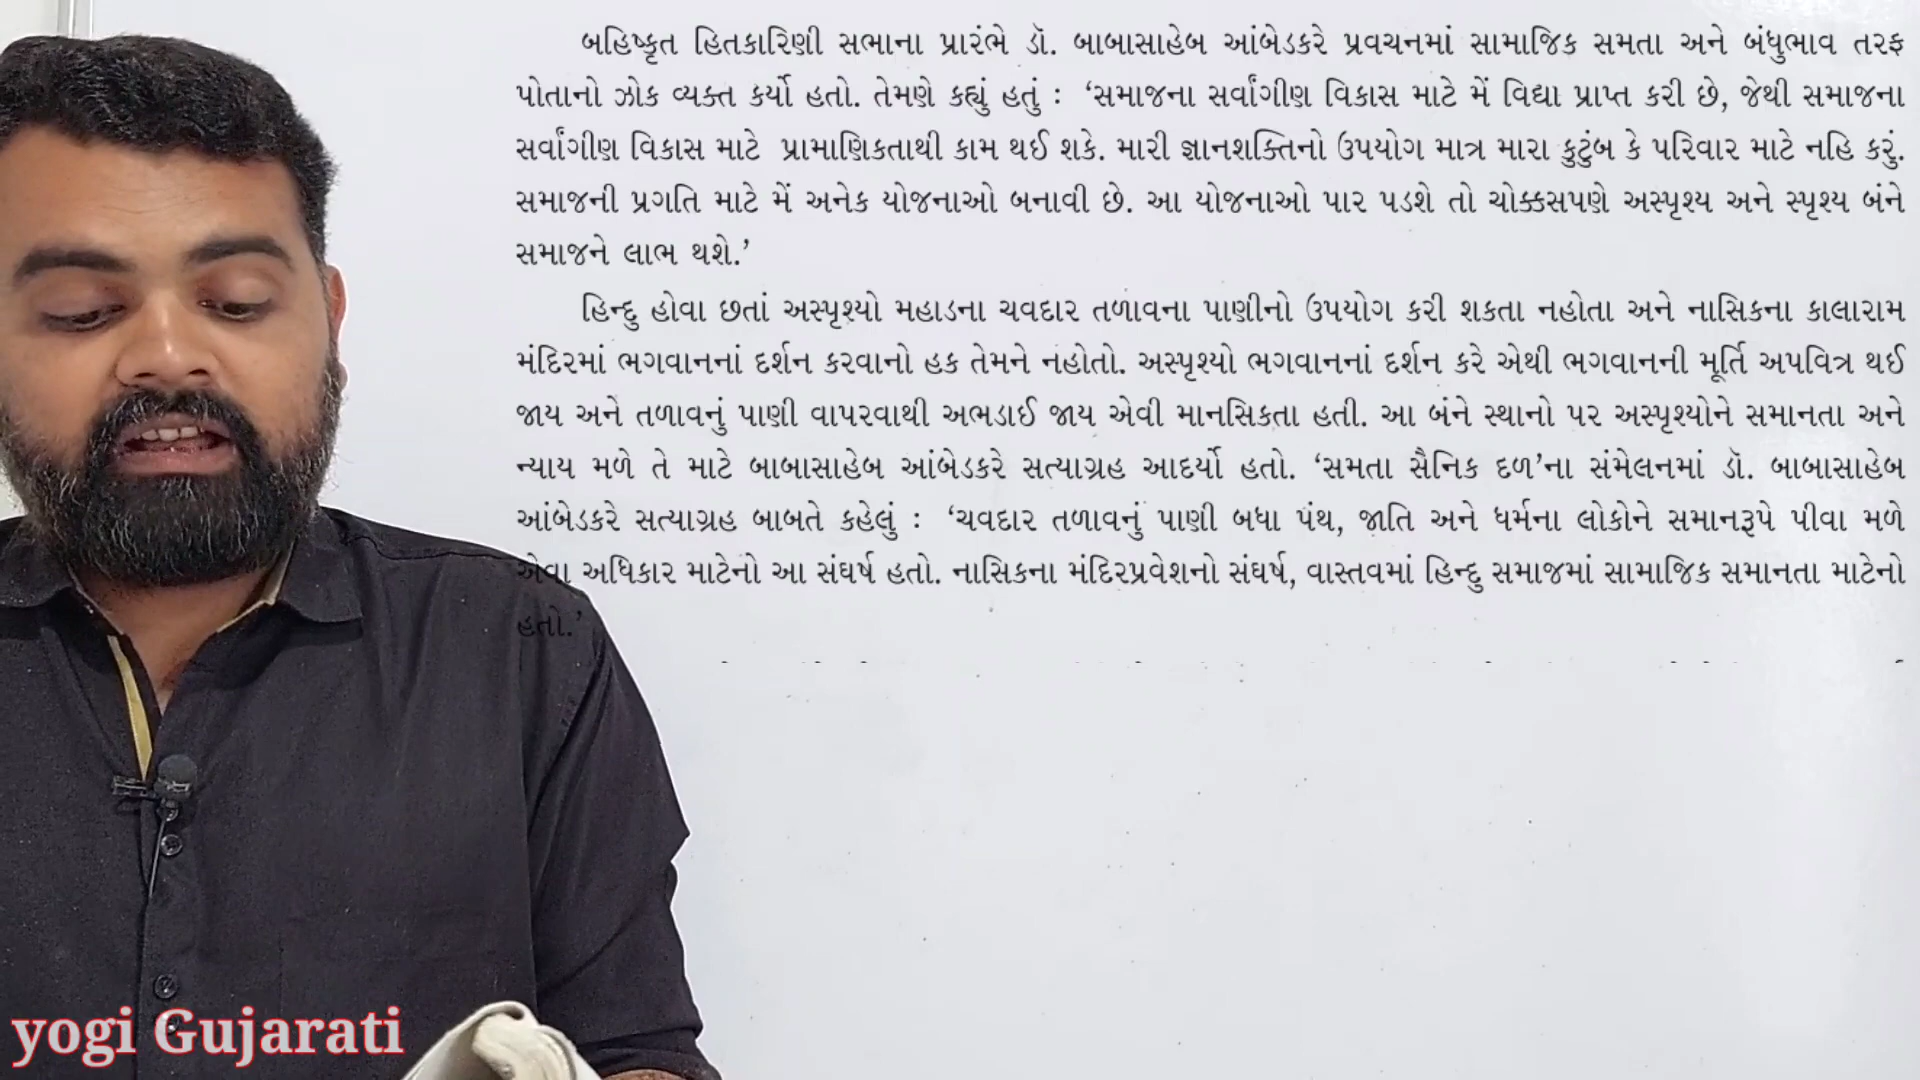 બહિષ્કૃત હિતકારિણી સભાના પ્રારંભે ડૉ. બાબાસાહેબ આંબેડકરે પ્રવચનમાં સામાજિક સમતા અને બંધુભાવ તરફ
પોતાનો ઝોક વ્યક્ત કર્યો હતો. તેમણે કહ્યું હતું : ‘સમાજના સર્વાંગીણ વિકાસ માટે મેં વિદ્યા પ્રાપ્ત કરી છે, જેથી સમાજના
સર્વાંગીણ વિકાસ માટે પ્રામાણિકતાથી કામ થઈ શકે. મારી જ્ઞાનશક્તિનો ઉપયોગ માત્ર મારા કુટુંબ કે પરિવાર માટે નહિ કરું.
સમાજની પ્રગતિ માટે મેં અનેક યોજનાઓ બનાવી છે. આ યોજનાઓ પાર પડશે તો ચોક્કસપણે અસ્પૃશ્ય અને સ્પૃશ્ય બંને
સમાજને લાભ થશે.’
હિન્દુ હોવા છતાં અસ્પૃશ્યો મહાડના ચવદાર તળાવના પાણીનો ઉપયોગ કરી શકતા નહોતા અને નાસિકના કાલારામ
મંદિરમાં ભગવાનનાં દર્શન કરવાનો હક તેમને નહોતો. અસ્પૃશ્યો ભગવાનનાં દર્શન કરે એથી ભગવાનની મૂર્તિ અપવિત્ર થઈ
જાય અને તળાવનું પાણી વાપરવાથી અભડાઈ જાય એવી માનસિકતા હતી. આ બંને સ્થાનો પર અસ્પૃશ્યોને સમાનતા અને
ન્યાય મળે તે માટે બાબાસાહેબ આંબેડકરે સત્યાગ્રહ આદર્યો હતો. ‘સમતા સૈનિક દળ’ના સંમેલનમાં ડૉ. બાબાસાહેબ
આંબેડકરે સત્યાગ્રહ બાબતે કહેલું : ‘ચવદાર તળાવનું પાણી બધા પંથ, જાતિ અને ધર્મના લોકોને સમાનરૂપે પીવા મળે
એવા અધિકાર માટેનો આ સંઘર્ષ હતો. નાસિકના મંદિરપ્રવેશનો સંઘર્ષ, વાસ્તવમાં હિન્દુ સમાજમાં સામાજિક સમાનતા માટેનો
હતો.’
yogi Gujarati